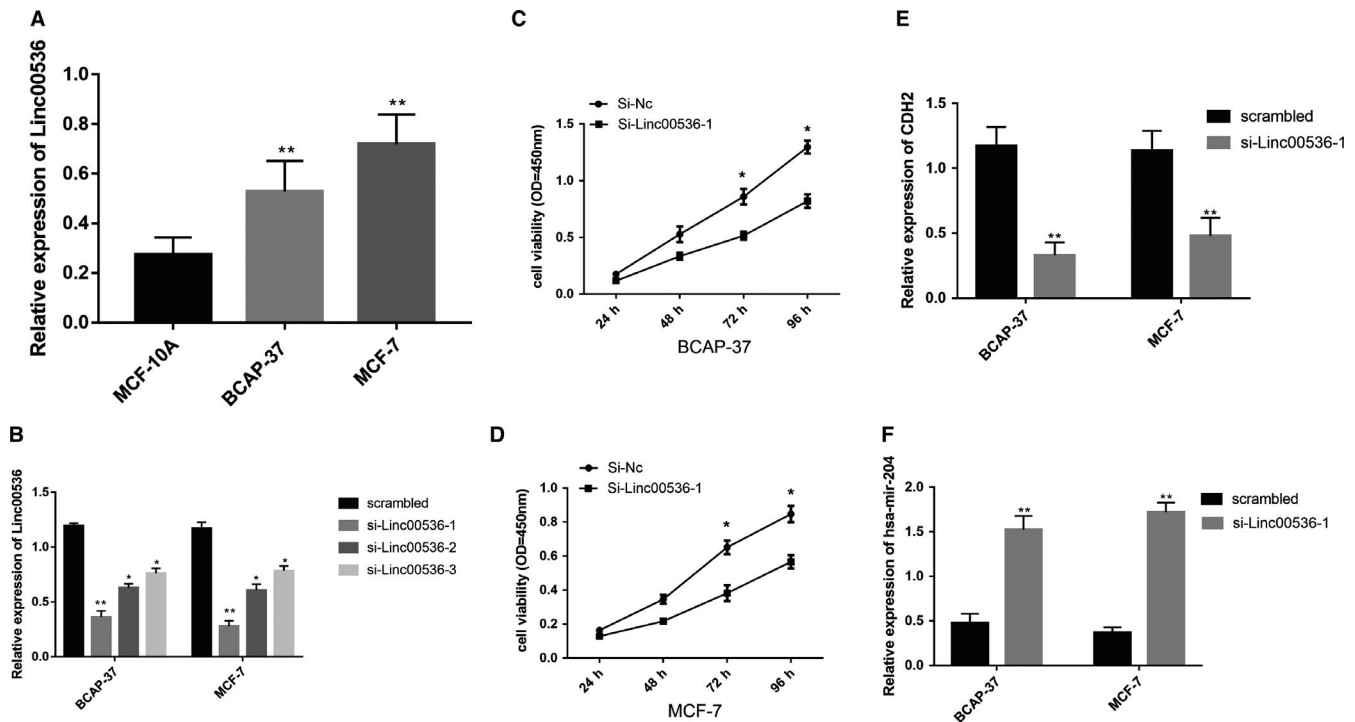 A
Relative expression of Linc00536
1.0
0.8
0.6
0.4
0.2
0.0
**
**
MCF-10A
BCAP-37
MCF-7
B
Relative expression of Linc00536
1.5
1.0
0.5
0.0
**
*
*
**
*
*
BCAP-37
MCF-7
scrambled
si-Linc00536-1
si-Linc00536-2
si-Linc00536-3
C
Si-Nc
Si-Linc00536-1
cell viability (OD=450nm)
1.5
1.0
0.5
0.0
*
*
24 h
48 h
72 h
96 h
BCAP-37
D
Si-Nc
Si-Linc00536-1
cell viability (OD=450nm)
1.0
0.8
0.6
0.4
0.2
0.0
*
*
24 h
48 h
72 h
96 h
MCF-7
E
Relative expression of CDH2
1.5
1.0
0.5
0.0
**
**
BCAP-37
MCF-7
scrambled
si-Linc00536-1
F
Relative expression of hsa-mir-204
2.0
1.5
1.0
0.5
0.0
**
**
BCAP-37
MCF-7
scrambled
si-Linc00536-1